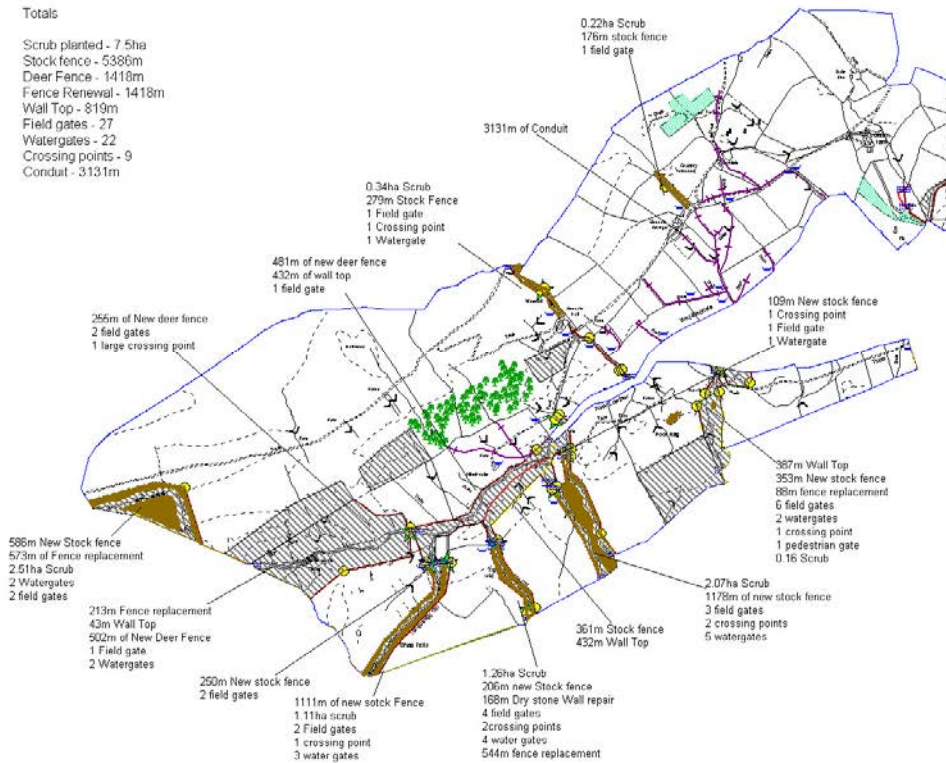 Totals
Scrub planted - 7.5ha
Stock fence - 5386m
Deer Fence - 1418m
Fence Renewal - 1418m
Wall Top - 819m
Field gates - 27
Watergates - 22
Crossing points - 9
Conduit - 3131m
0.22ha Scrub
176m stock fence
1 field gate
3131m of Conduit
0.34ha Scrub
279m Stock Fence
1 Field gate
1 Crossing point
1 Watergate
481m of new deer fence
432m of wall top
1 field gate
255m of New deer fence
2 field gates
1 large crossing point
109m New stock fence
1 Crossing point
1 Field gate
1 Watergate
387m Wall Top
353m New stock fence
88m fence replacement
6 field gates
2 watergates
1 crossing point
1 pedestrian gate
0.16 Scrub
586m New Stock fence
573m of Fence replacement
2.51ha Scrub
2 Watergates
2 field gates
213m Fence replacement
43m Wall Top
502m of New Deer Fence
1 Field gate
2 Watergates
250m New stock fence
2 field gates
1111m of new sotck Fence
1.11ha scrub
2 Field gates
1 crossing point
3 water gates
1.26ha Scrub
206m new Stock fence
168m Dry stone Wall repair
4 field gates
2crossing points
4 water gates
544m fence replacement
361m Stock fence
432m Wall Top
2.07ha Scrub
1178m of new stock fence
3 field gates
2 crossing points
5 watergates